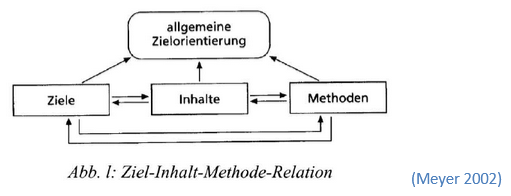 allgemeine
Zielorientierung
Ziele
Inhalte
Methoden
Abb. l: Ziel-Inhalt-Methode-Relation
(Meyer 2002)